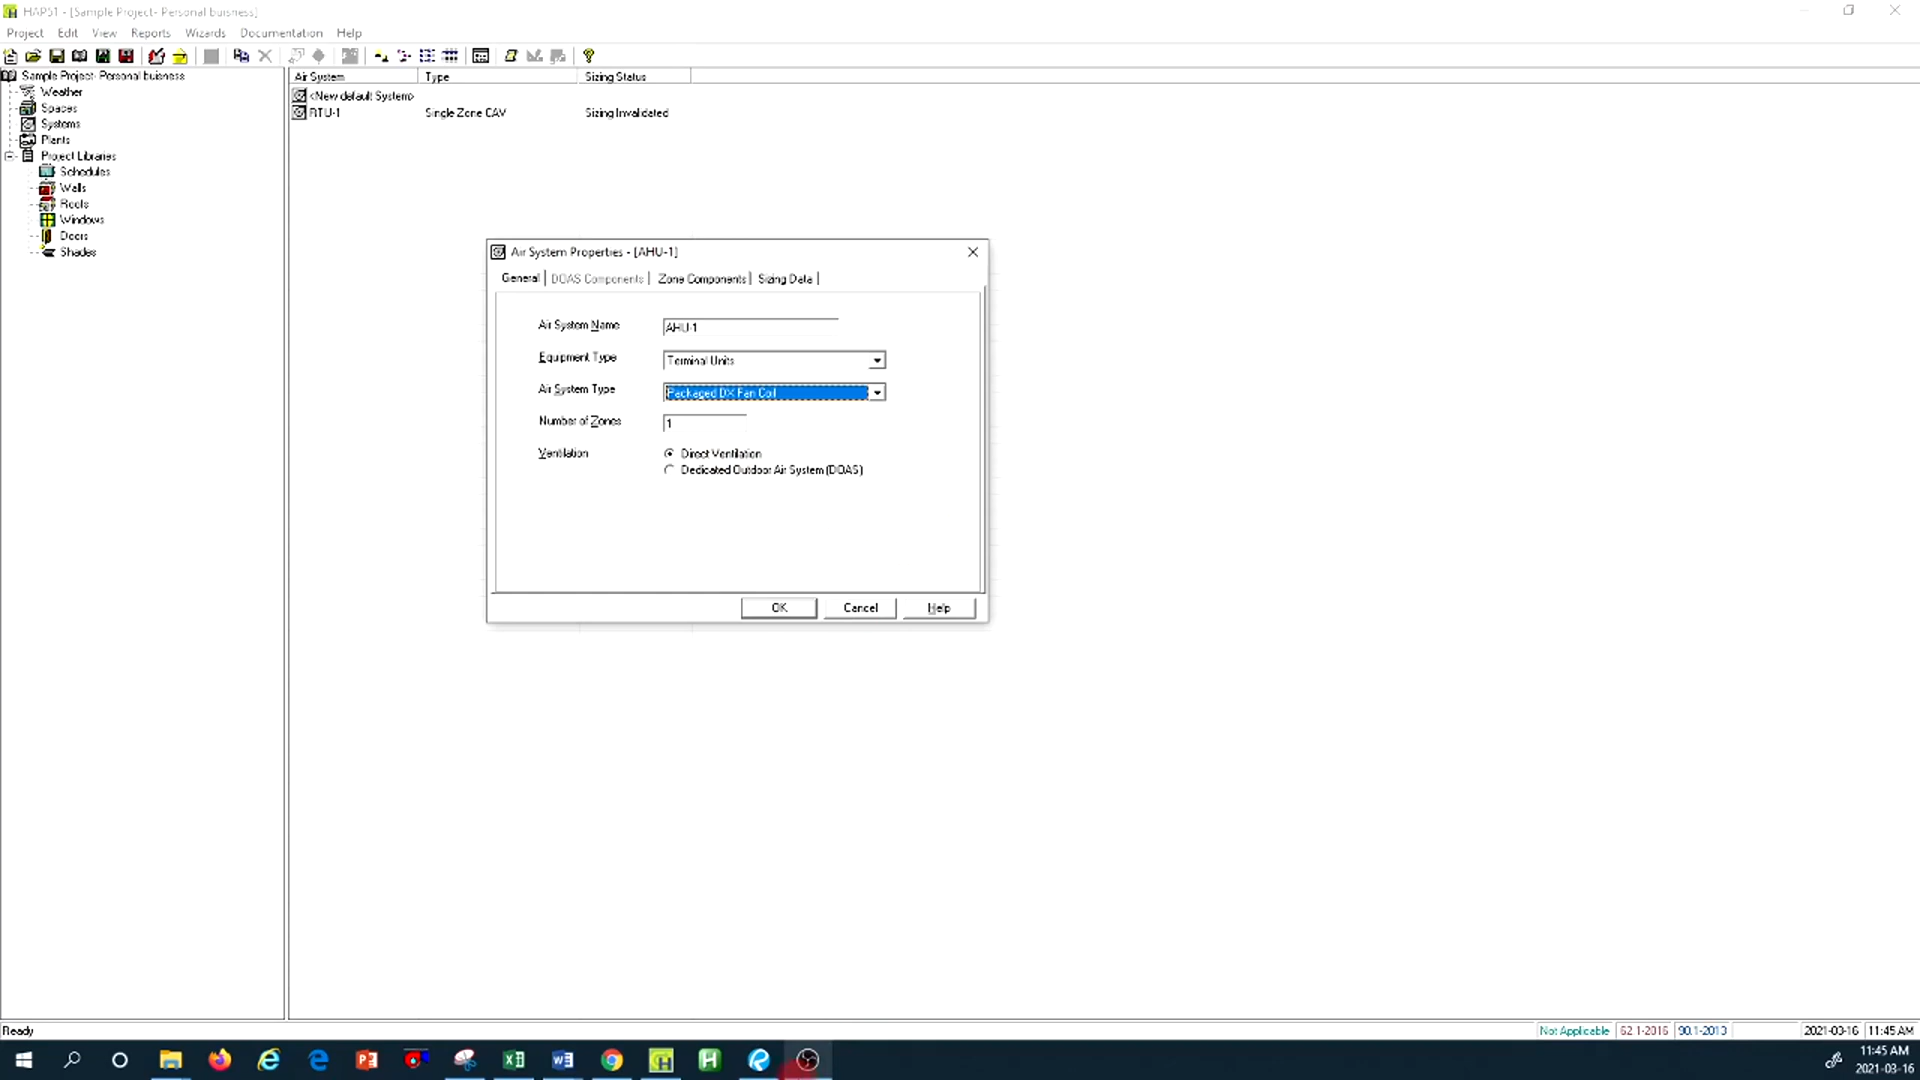 HAP51 - [Sample Project- Personal buisness]
Project Edit View Reports Wizards Documentation Help
Sample Project- Personal buisness
Weather
Spaces
Systems
Plants
Project Libraries
Schedules
Walls
Roofs
Windows
Doors
Shades
Air System Type Sizing Status
<New default System>
RTU-1 Single Zone CAV Sizing Invalidated
Air System Properties - [AHU-1]
General DOAS Components Zone Components Sizing Data
Air System Name AHU-1
Equipment Type Terminal Units
Air System Type Packaged DX Fan Coil
Number of Zones 1
Ventilation Direct Ventilation
Dedicated Outdoor Air System (DOAS)
OK Cancel Help
Ready Not Applicable 62.1-2016 90.1-2013 2021-03-16 11:45 AM
11:45 AM
2021-03-16